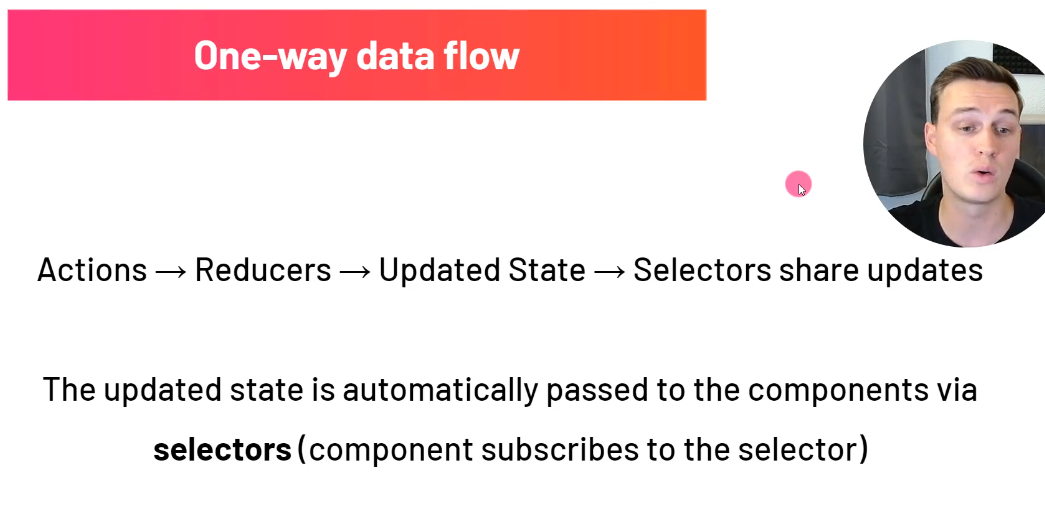 One-way data flow
Actions → Reducers → Updated State → Selectors share updates
The updated state is automatically passed to the components via
selectors (component subscribes to the selector)